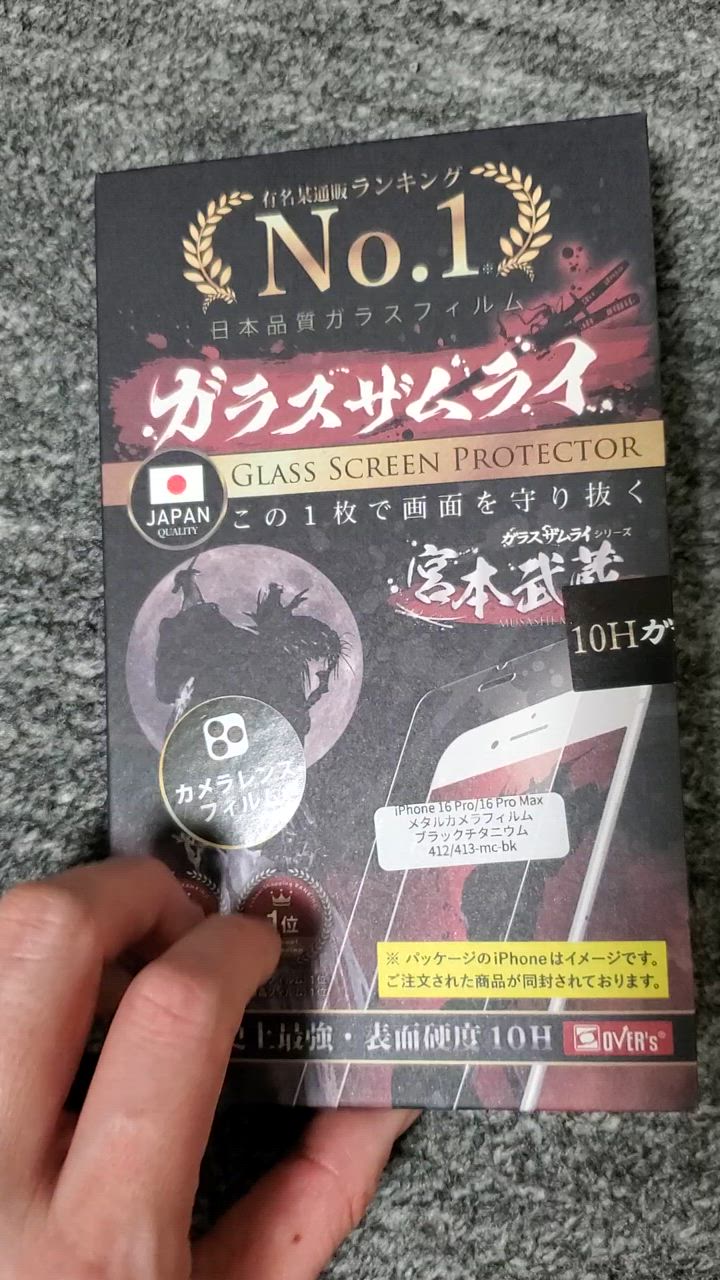 有名某通販ランキング
No.1※
日本品質ガラスフィルム
ガラスザムライ
GLASS SCREEN PROTECTOR
JAPAN
QUALITY
この1枚で画面を守り抜く
ガラスザムライシリーズ
宮本武蔵
10Hガ
カメラレンズ
フィルム
iPhone 16 Pro/16 Pro Max
メタルカメラフィルム
ブラックチタニウム
412/413-mc-bk
1位
※ パッケージのiPhoneはイメージです。
ご注文された商品が同封されております。
史上最強・表面硬度10H
OVER's®